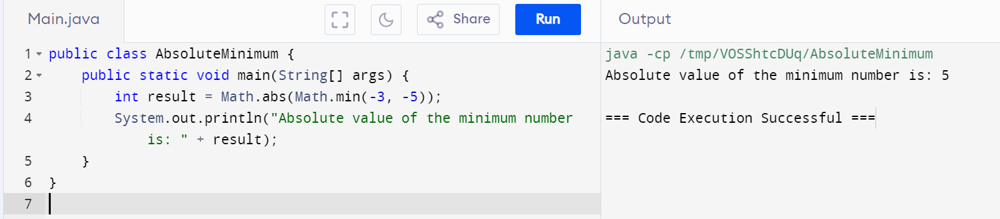 Main.java
Share
Run
Output
1 public class AbsoluteMinimum {
2     public static void main(String[] args) {
3         int result = Math.abs(Math.min(-3, -5));
4         System.out.println("Absolute value of the minimum number
            is: " + result);
5     }
6 }
7
java -cp /tmp/VOSShtcDUq/AbsoluteMinimum
Absolute value of the minimum number is: 5
=== Code Execution Successful ===